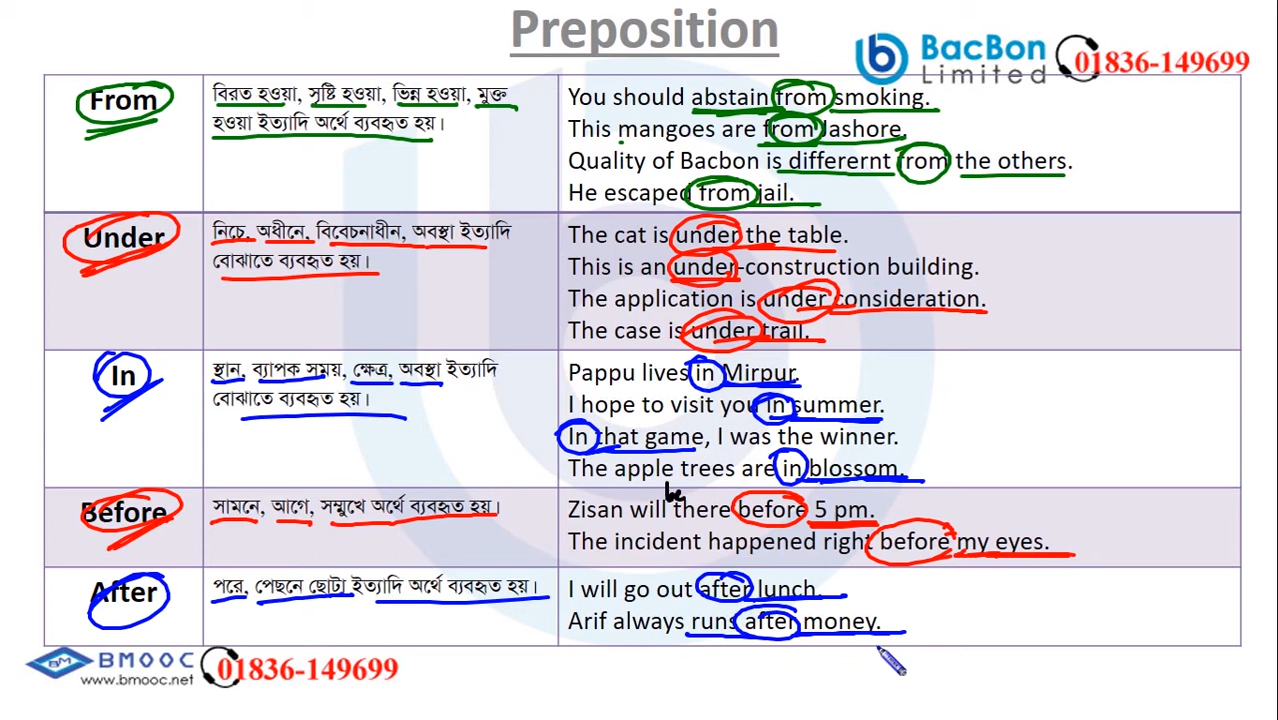 Preposition
BacBon
Limited
01836-149699
From
বিরত হওয়া, সৃষ্টি হওয়া, ভিন্ন হওয়া, মুক্ত
হওয়া ইত্যাদি অর্থে ব্যবহৃত হয়।
You should abstain from smoking.
This mangoes are from Jashore.
Quality of Bacbon is differernt from the others.
He escaped from jail.
Under
নিচে, অধীনে, বিবেচনাধীন, অবস্থা ইত্যাদি
বোঝাতে ব্যবহৃত হয়।
The cat is under the table.
This is an under-construction building.
The application is under consideration.
The case is under trail.
In
স্থান, ব্যাপক সময়, ক্ষেত্র, অবস্থা ইত্যাদি
বোঝাতে ব্যবহৃত হয়।
Pappu lives in Mirpur.
I hope to visit you in summer.
In that game, I was the winner.
The apple trees are in blossom.
Before
সামনে, আগে, সম্মুখে অর্থে ব্যবহৃত হয়।
be
Zisan will there before 5 pm.
The incident happened right before my eyes.
After
পরে, পেছনে ছোটা ইত্যাদি অর্থে ব্যবহৃত হয়।
I will go out after lunch.
Arif always runs after money.
BM
BMOOC
www.bmooc.net
01836-149699